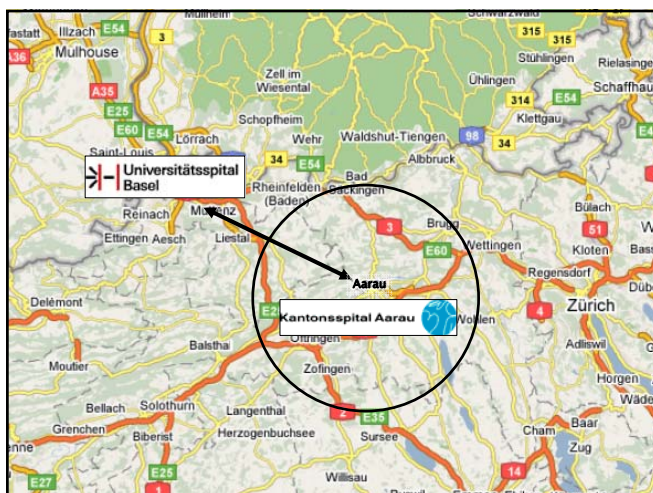 Illzach
E54
Müllheim
Schwarzwald
315
315
Mulhouse
3
Stühlingen
Rielasingen
A36
Zell im
Wiesental
Ühlingen
Schaffhau
A35
314
E54
E25
Schopfheim
Klettgau
E60
E54
Lörrach
Wehr
Waldshut-Tiengen
98
Saint-Louis
34
E54
Albbruck
34
Universitätsspital
Basel
Rheinfelden
(Baden)
Bad
Säckingen
Bülach
Reinach
Muttenz
3
Brugg
51
Ettingen
Aesch
Liestal
E60
Wettingen
Kloten
Regensdorf
Delémont
Aarau
Zürich
Kantonsspital Aarau
Wohlen
4
Balsthal
Oftringen
Adliswil
Moutier
Zofingen
Horgen
Bellach
Solothurn
Langenthal
2
E35
Grenchen
Biberist
Herzogenbuchsee
Sursee
Cham
Baar
Zug
E27
E25
1
Willisau
14